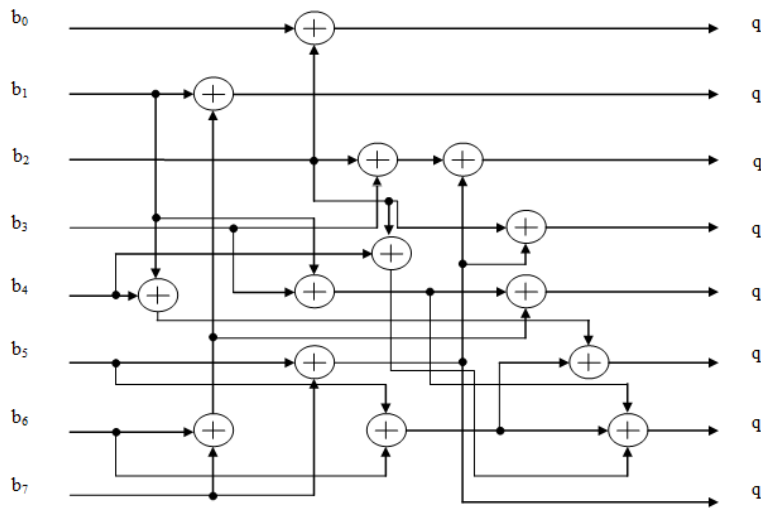 b₀ q
b₁ q
b₂ q
b₃ q
b₄ q
b₅ q
b₆ q
b₇ q